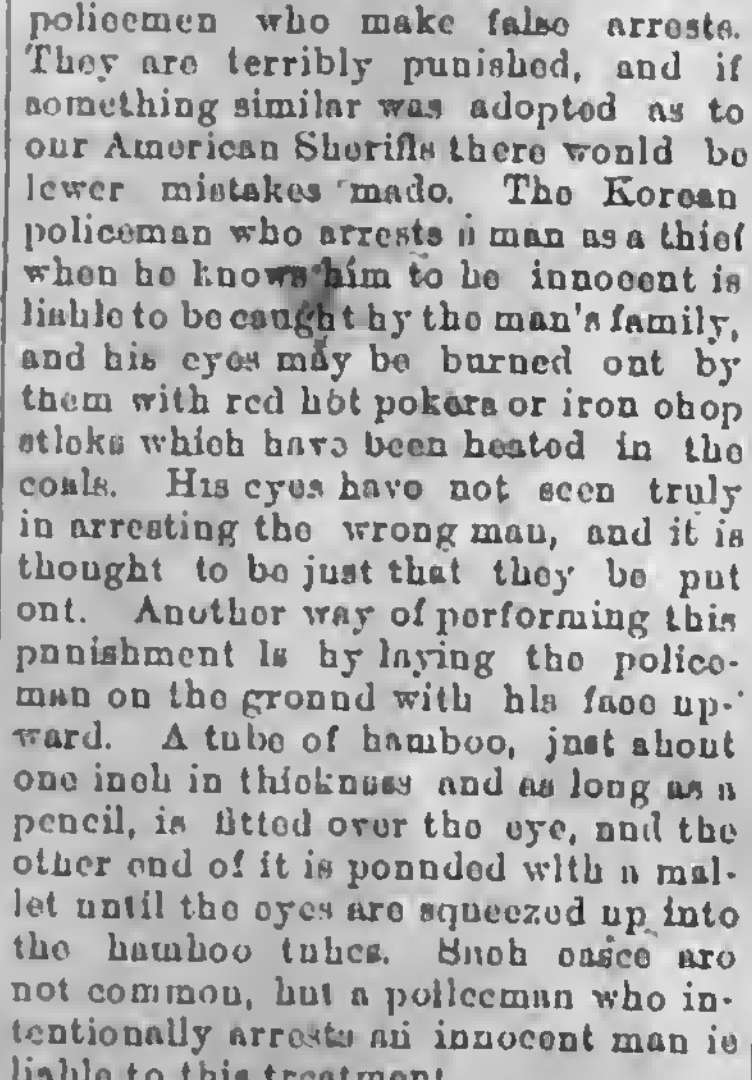 policemen who make false arrests.
They are terribly punished, and if
something similar was adopted as to
our American Sheriffs there would be
fewer mistakes made. The Korean
policeman who arrests a man as a thief
when he knows him to be innocent is
liable to be caught by the man's family,
and his eyes may be burned out by
them with red hot pokers or iron chop
sticks which have been heated in the
coals. His eyes have not seen truly
in arresting the wrong man, and it is
thought to be just that they be put
out. Another way of performing this
punishment is by laying the police-
man on the ground with his face up-
ward. A tube of bamboo, just about
one inch in thickness and as long as a
pencil, is fitted over the eye, and the
other end of it is pounded with a mal-
let until the eyes are squeezed up into
the bamboo tubes. Such cases are
not common, but a policeman who in-
tentionally arrests an innocent man is
liable to this treatment